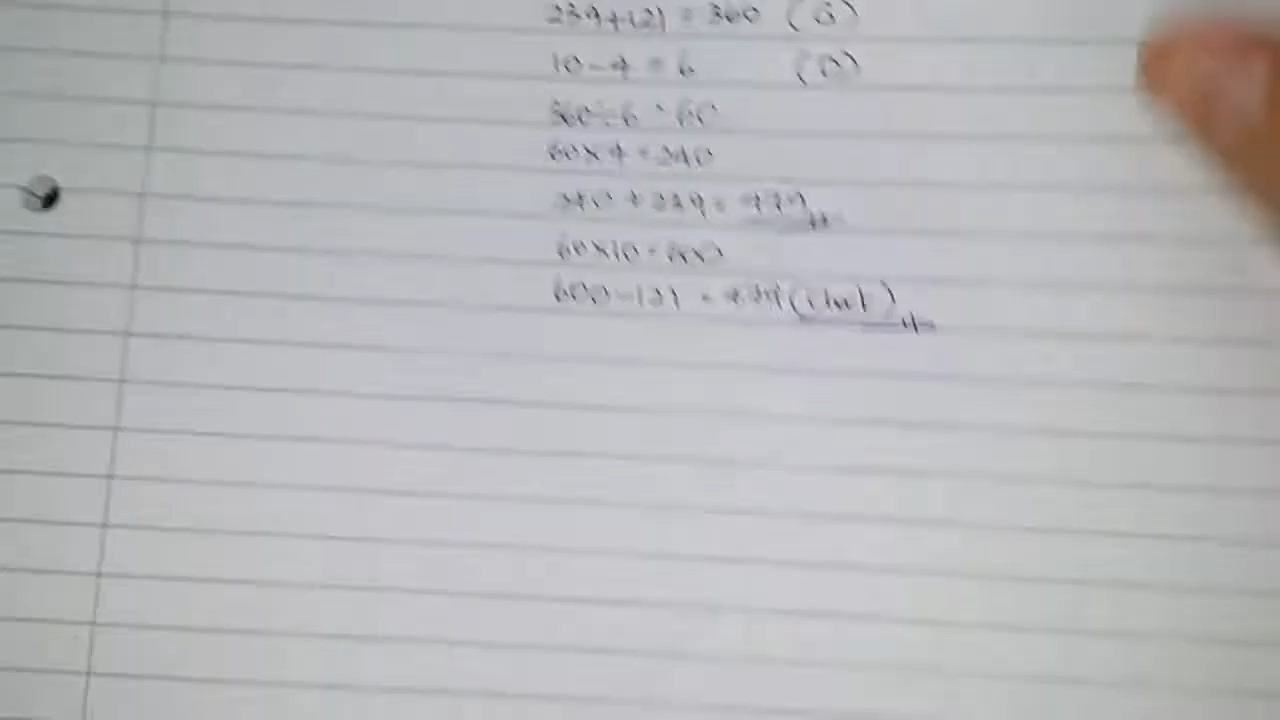 239+121 = 360 (G)
10-4 = 6 (D)
360÷6 = 60
60×4 = 240
240+239 = 479
60×10 = 600
600-121 = 479 (check)